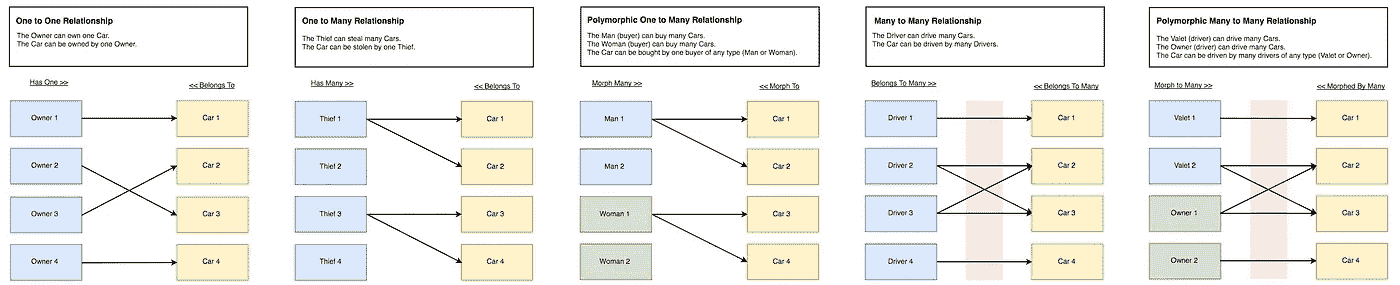 One to One Relationship
The Owner can own one Car.
The Car can be owned by one Owner.
Has One >>
<< Belongs To
Owner 1
Car 1
Owner 2
Car 2
Owner 3
Car 3
Owner 4
Car 4
One to Many Relationship
The Thief can steal many Cars.
The Car can be stolen by one Thief.
Has Many >>
<< Belongs To
Thief 1
Car 1
Thief 2
Car 2
Thief 3
Car 3
Thief 4
Car 4
Polymorphic One to Many Relationship
The Man (buyer) can buy many Cars.
The Woman (buyer) can buy many Cars.
The Car can be bought by one buyer of any type (Man or Woman).
Morph Many >>
<< Morph To
Man 1
Car 1
Man 2
Car 2
Woman 1
Car 3
Woman 2
Car 4
Many to Many Relationship
The Driver can drive many Cars.
The Car can be driven by many Drivers.
Belongs To Many >>
<< Belongs To Many
Driver 1
Car 1
Driver 2
Car 2
Driver 3
Car 3
Driver 4
Car 4
Polymorphic Many to Many Relationship
The Valet (driver) can drive many Cars.
The Owner (driver) can drive many Cars.
The Car can be driven by many drivers of any type (Valet or Owner).
Morph to Many >>
<< Morphed By Many
Valet 1
Car 1
Valet 2
Car 2
Owner 1
Car 3
Owner 2
Car 4